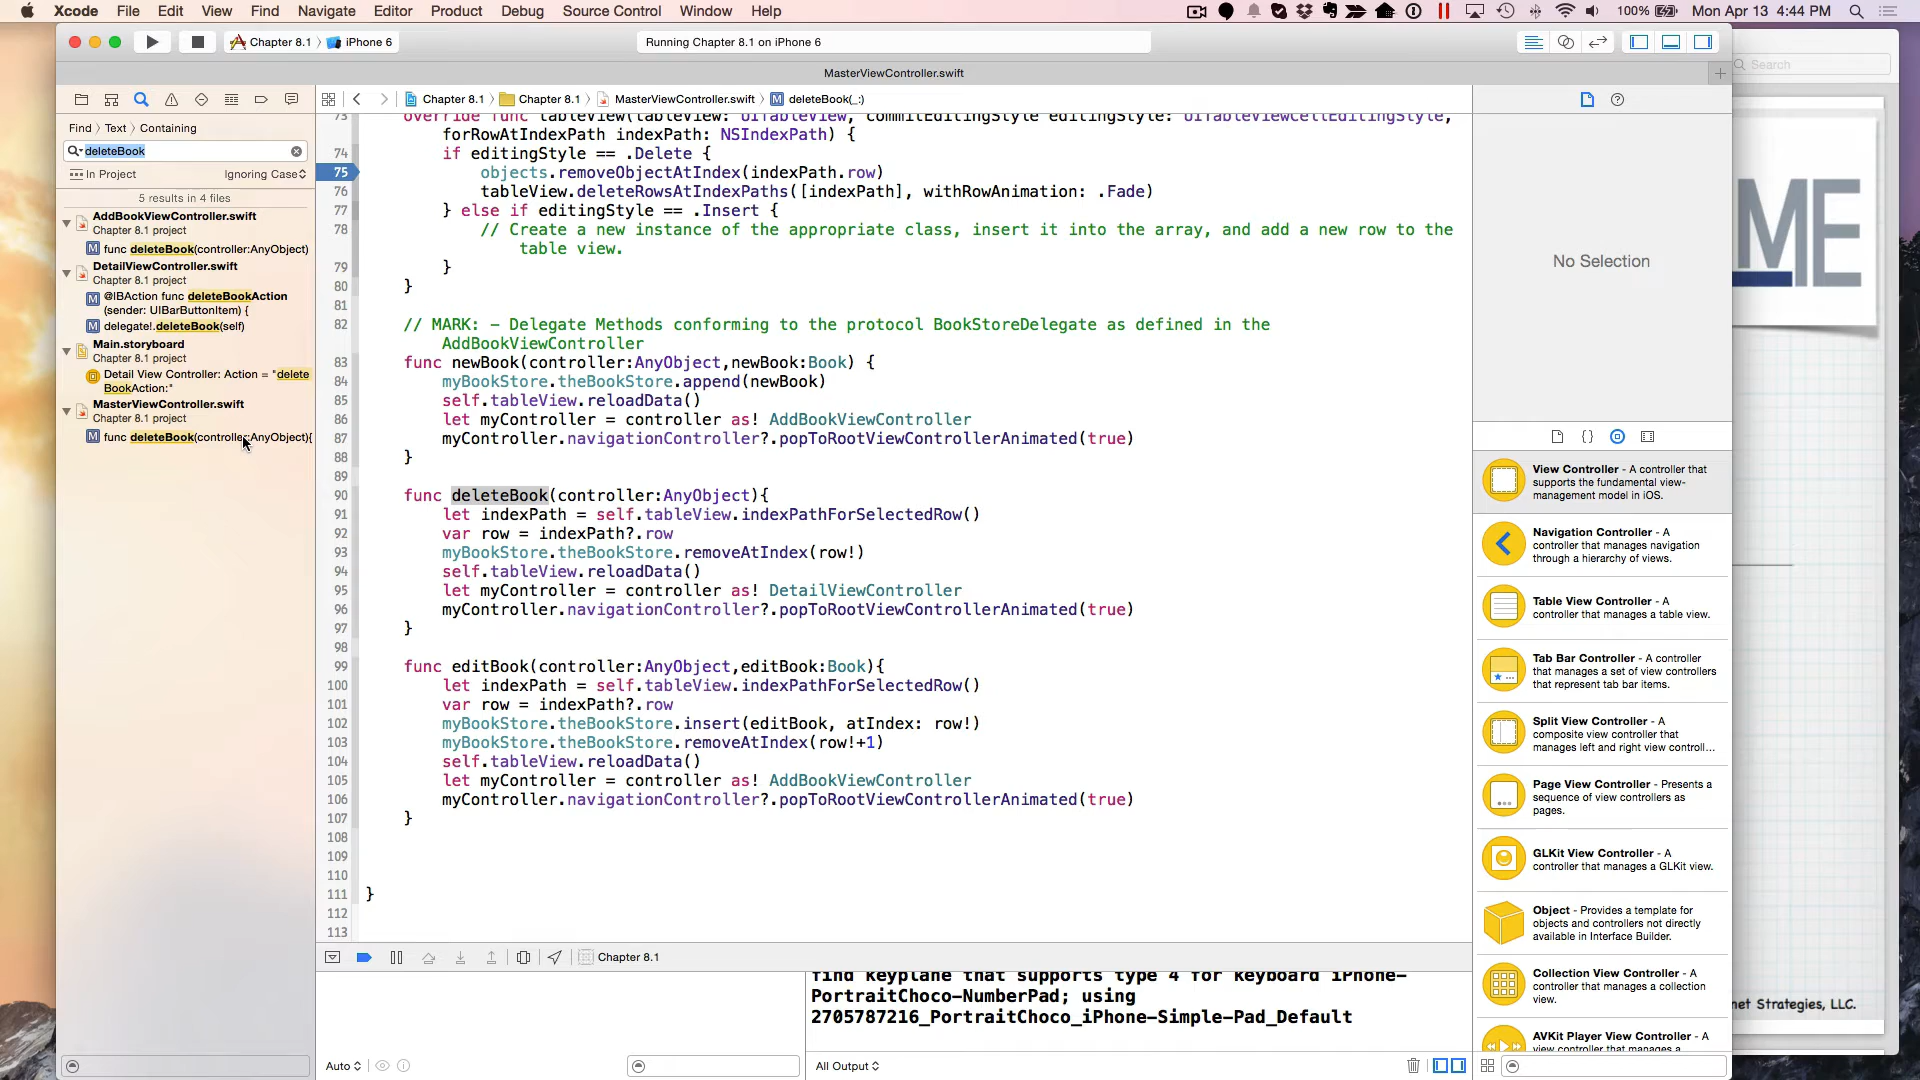 Xcode File Edit View Find Navigate Editor Product Debug Source Control Window Help
100% Mon Apr 13 4:44 PM
Chapter 8.1 iPhone 6
Running Chapter 8.1 on iPhone 6
Search
MasterViewController.swift
Chapter 8.1 Chapter 8.1 MasterViewController.swift deleteBook(_:)
Find Text Containing
deleteBook
In Project Ignoring Case
5 results in 4 files
AddBookViewController.swift
Chapter 8.1 project
func deleteBook(controller:AnyObject)
DetailViewController.swift
Chapter 8.1 project
@IBAction func deleteBookAction
(sender: UIBarButtonItem) {
delegate!.deleteBook(self)
Main.storyboard
Chapter 8.1 project
Detail View Controller: Action = "delete
BookAction:"
MasterViewController.swift
Chapter 8.1 project
func deleteBook(controller:AnyObject){
73 override func tableView(tableView: UITableView, commitEditingStyle editingStyle: UITableViewCellEditingStyle,
forRowAtIndexPath indexPath: NSIndexPath) {
74 if editingStyle == .Delete {
75 objects.removeObjectAtIndex(indexPath.row)
76 tableView.deleteRowsAtIndexPaths([indexPath], withRowAnimation: .Fade)
77 } else if editingStyle == .Insert {
78 // Create a new instance of the appropriate class, insert it into the array, and add a new row to the
table view.
79 }
80 }
81
82 // MARK: - Delegate Methods conforming to the protocol BookStoreDelegate as defined in the
AddBookViewController
83 func newBook(controller:AnyObject,newBook:Book) {
84 myBookStore.theBookStore.append(newBook)
85 self.tableView.reloadData()
86 let myController = controller as! AddBookViewController
87 myController.navigationController?.popToRootViewControllerAnimated(true)
88 }
89
90 func deleteBook(controller:AnyObject){
91 let indexPath = self.tableView.indexPathForSelectedRow()
92 var row = indexPath?.row
93 myBookStore.theBookStore.removeAtIndex(row!)
94 self.tableView.reloadData()
95 let myController = controller as! DetailViewController
96 myController.navigationController?.popToRootViewControllerAnimated(true)
97 }
98
99 func editBook(controller:AnyObject,editBook:Book){
100 let indexPath = self.tableView.indexPathForSelectedRow()
101 var row = indexPath?.row
102 myBookStore.theBookStore.insert(editBook, atIndex: row!)
103 myBookStore.theBookStore.removeAtIndex(row!+1)
104 self.tableView.reloadData()
105 let myController = controller as! AddBookViewController
106 myController.navigationController?.popToRootViewControllerAnimated(true)
107 }
108
109
110
111 }
112
113
Chapter 8.1
find keyplane that supports type 4 for keyboard iPhone-
PortraitChoco-NumberPad; using
2705787216_PortraitChoco_iPhone-Simple-Pad_Default
Auto
All Output
No Selection
View Controller - A controller that
supports the fundamental view-
management model in iOS.
Navigation Controller - A
controller that manages navigation
through a hierarchy of views.
Table View Controller - A
controller that manages a table view.
Tab Bar Controller - A controller
that manages a set of view controllers
that represent tab bar items.
Split View Controller - A
composite view controller that
manages left and right view controll...
Page View Controller - Presents a
sequence of view controllers as
pages.
GLKit View Controller - A
controller that manages a GLKit view.
Object - Provides a template for
objects and controllers not directly
available in Interface Builder.
Collection View Controller - A
controller that manages a collection
view.
AVKit Player View Controller - A
view controller that manages a
ME
net Strategies, LLC.